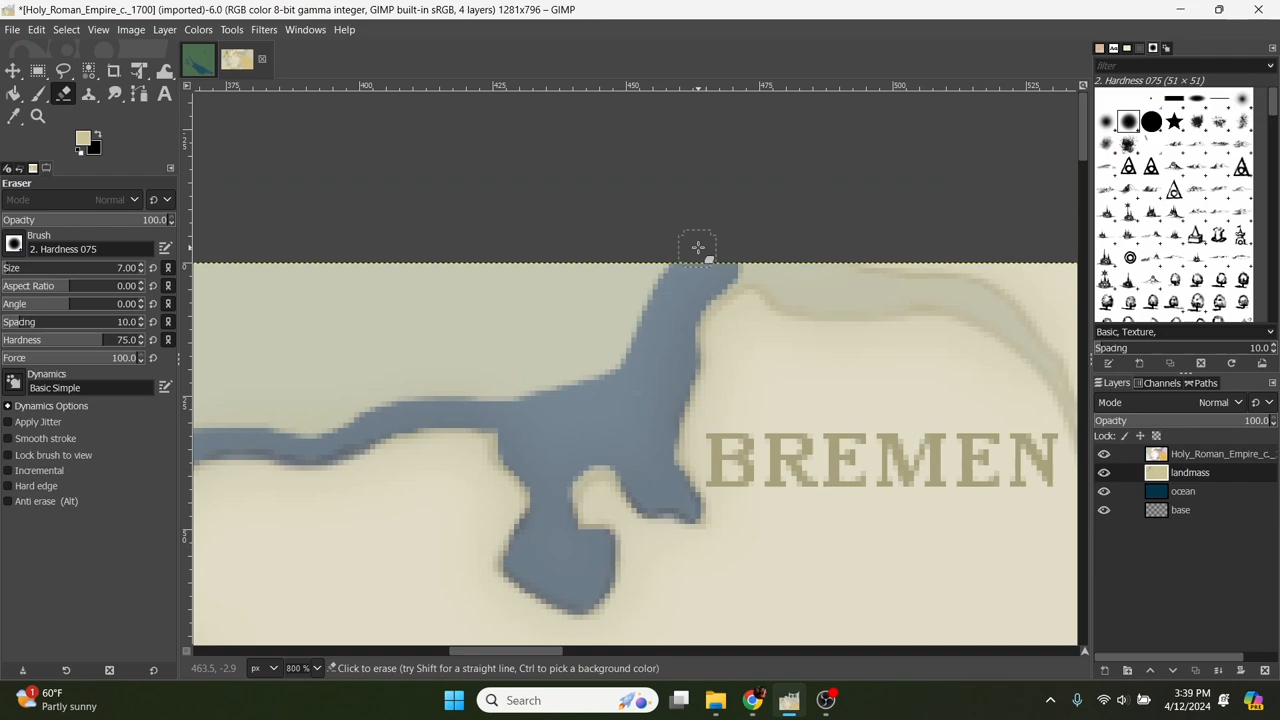 *[Holy_Roman_Empire_c._1700] (imported)-6.0 (RGB color 8-bit gamma integer, GIMP built-in sRGB, 4 layers) 1281x796 – GIMP
File Edit Select View Image Layer Colors Tools Filters Windows Help
filter
2. Hardness 075 (51 × 51)
375 400 425 450 475 500 525
25
0
25
50
Eraser
Mode Normal
Opacity 100.0
Brush
2. Hardness 075
Size 7.00
Aspect Ratio 0.00
Angle 0.00
Spacing 10.0
Hardness 75.0
Force 100.0
Dynamics
Basic Simple
Dynamics Options
Apply Jitter
Smooth stroke
Lock brush to view
Incremental
Hard edge
Anti erase (Alt)
BREMEN
Basic, Texture,
Spacing 10.0
Layers Channels Paths
Mode Normal
Opacity 100.0
Lock:
Holy_Roman_Empire_c.
landmass
ocean
base
463.5, -2.9 px 800 % Click to erase (try Shift for a straight line, Ctrl to pick a background color)
1
60°F
Partly sunny
Search
3:39 PM
4/12/2024